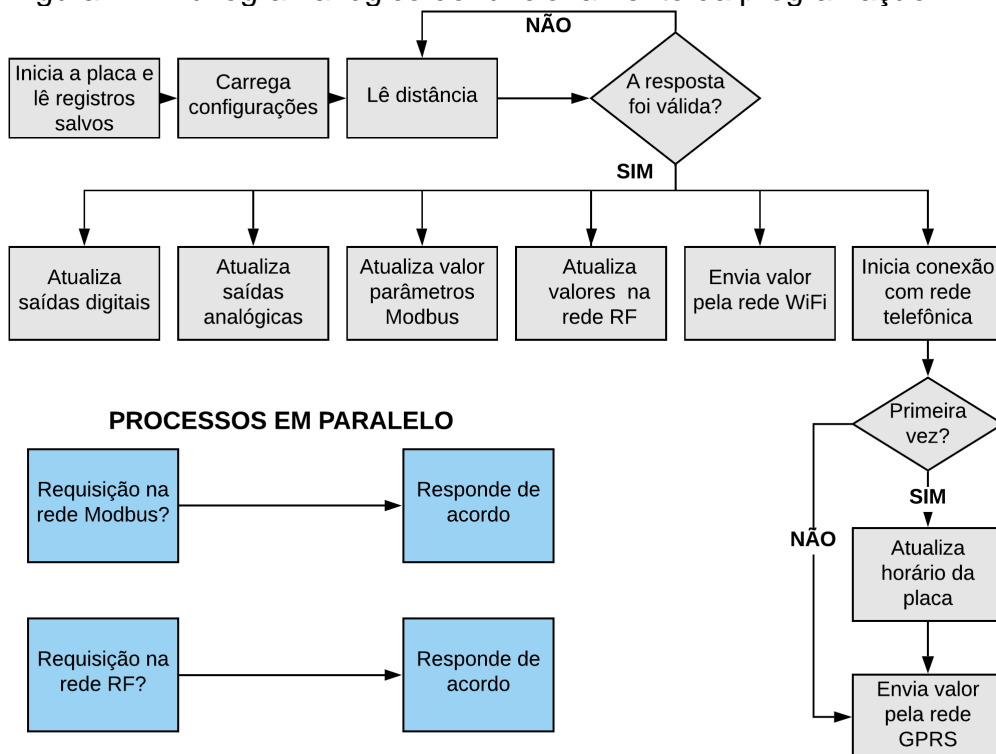 NÃO
Inicia a placa e
lê registros
salvos
Carrega
configurações
Lê distância
A resposta
foi válida?
SIM
Atualiza
saídas digitais
Atualiza
saídas
analógicas
Atualiza valor
parâmetros
Modbus
Atualiza
valores na
rede RF
Envia valor
pela rede WiFi
Inicia conexão
com rede
telefônica
Primeira
vez?
SIM
NÃO
Atualiza
horário da
placa
Envia valor
pela rede
GPRS
PROCESSOS EM PARALELO
Requisição na
rede Modbus?
Responde de
acordo
Requisição na
rede RF?
Responde de
acordo